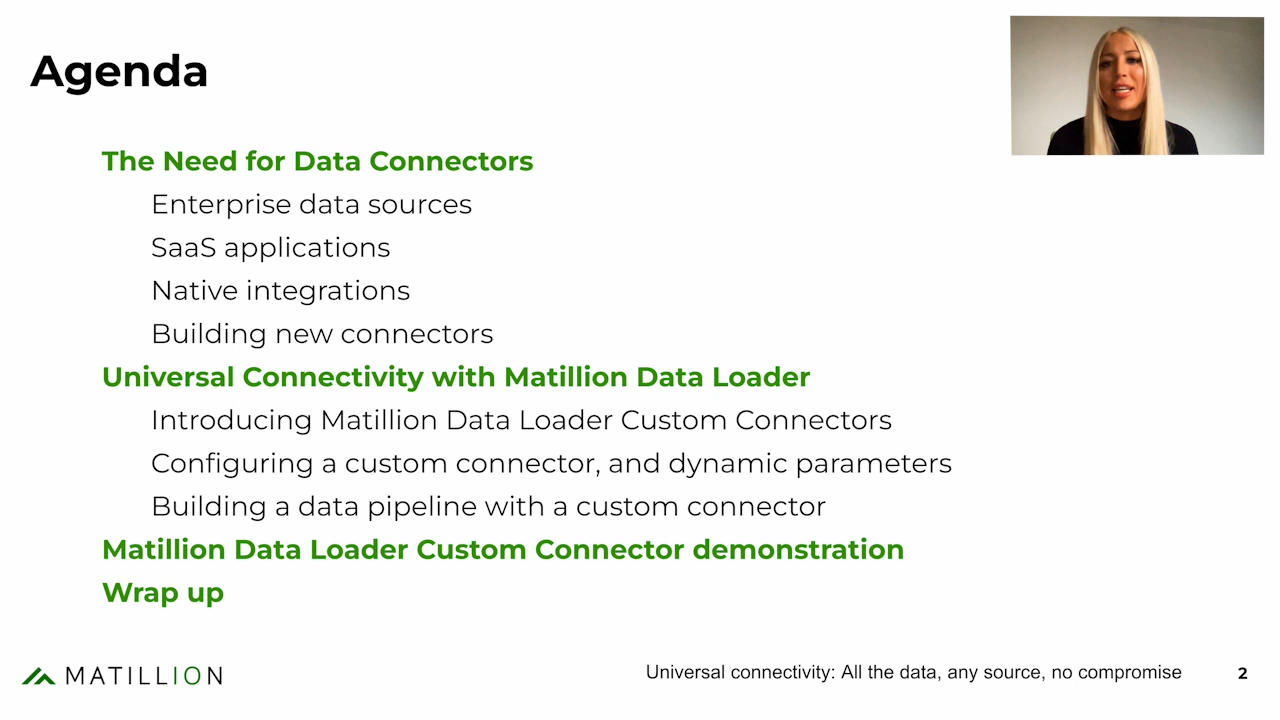 Agenda
The Need for Data Connectors
Enterprise data sources
SaaS applications
Native integrations
Building new connectors
Universal Connectivity with Matillion Data Loader
Introducing Matillion Data Loader Custom Connectors
Configuring a custom connector, and dynamic parameters
Building a data pipeline with a custom connector
Matillion Data Loader Custom Connector demonstration
Wrap up
MATILLION
Universal connectivity: All the data, any source, no compromise
2